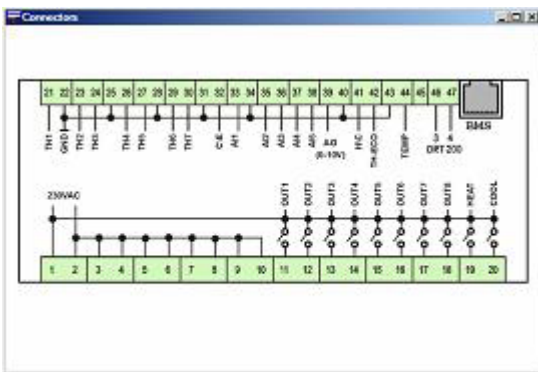 Connectors
21 22 23 24 25 26 27 28 29 30 31 32 33 34 35 36 37 38 39 40 41 42 43 44 45 46 47
BMS
TH1 GND TH2 TH3 TH4 TH5 TH6 TH7 C/E AI1 AI2 AI3 AI4 AI5 AO H/C TH-ECO TEMP 3 4
(0-10V) DRT200
230VAC OUT1 OUT2 OUT3 OUT4 OUT5 OUT6 OUT7 OUT8 HEAT COOL
1 2 3 4 5 6 7 8 9 10 11 12 13 14 15 16 17 18 19 20